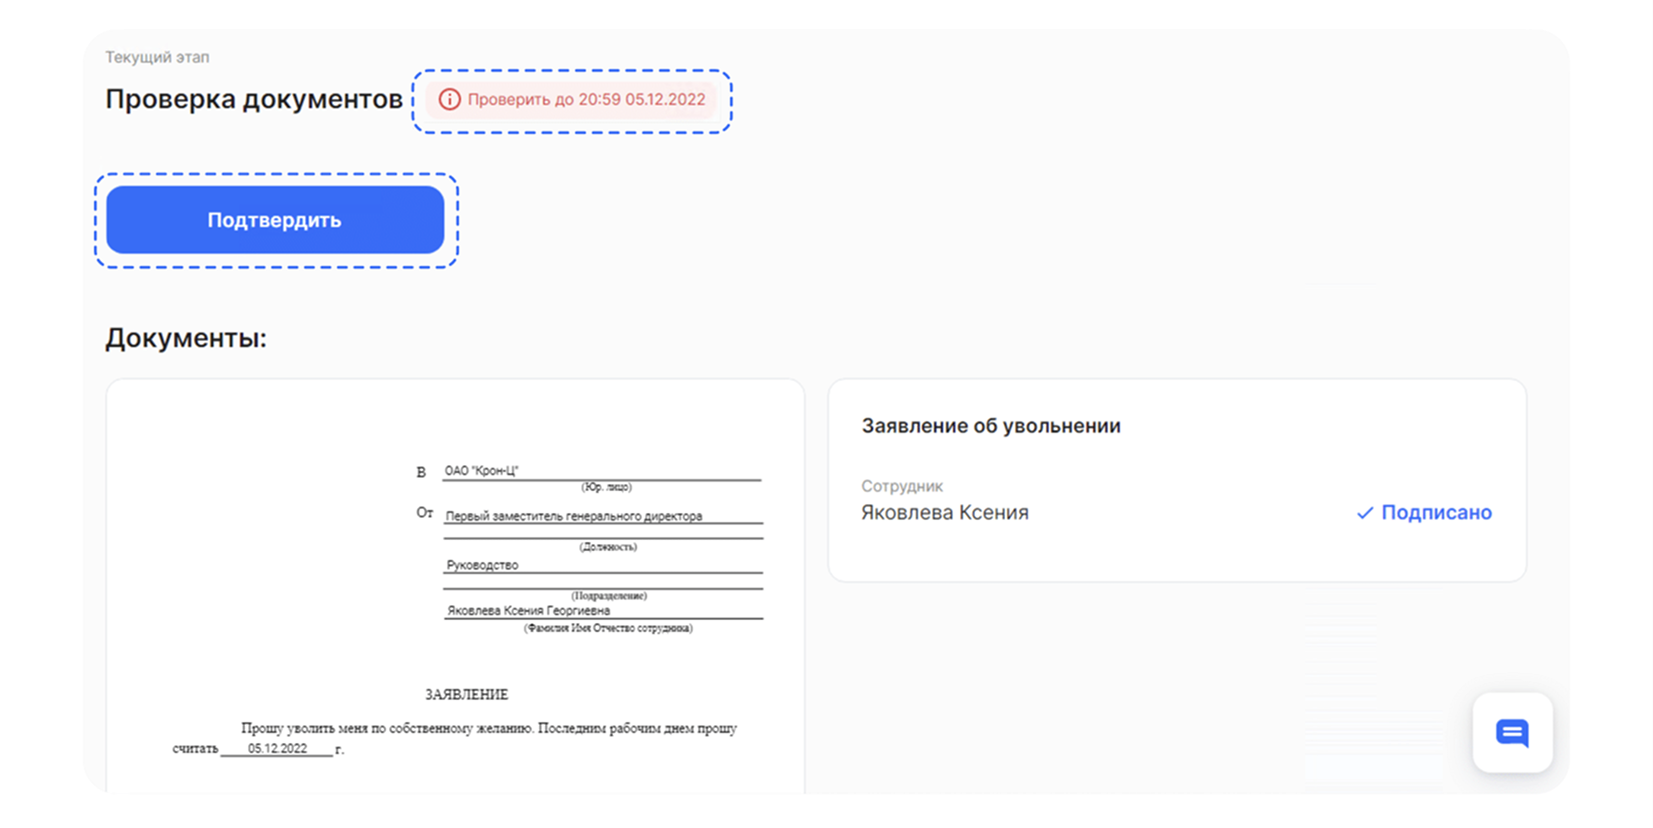 Текущий этап
Проверка документов
Проверить до 20:59 05.12.2022
Подтвердить
Документы:
В ОАО "Крон-Ц"
(Юр. лицо)
От Первый заместитель генерального директора
(Должность)
Руководство
(Подразделение)
Яковлева Ксения Георгиевна
(Фамилия Имя Отчество сотрудника)
ЗАЯВЛЕНИЕ
Прошу уволить меня по собственному желанию. Последним рабочим днем прошу
считать 05.12.2022 г.
Заявление об увольнении
Сотрудник
Яковлева Ксения
Подписано